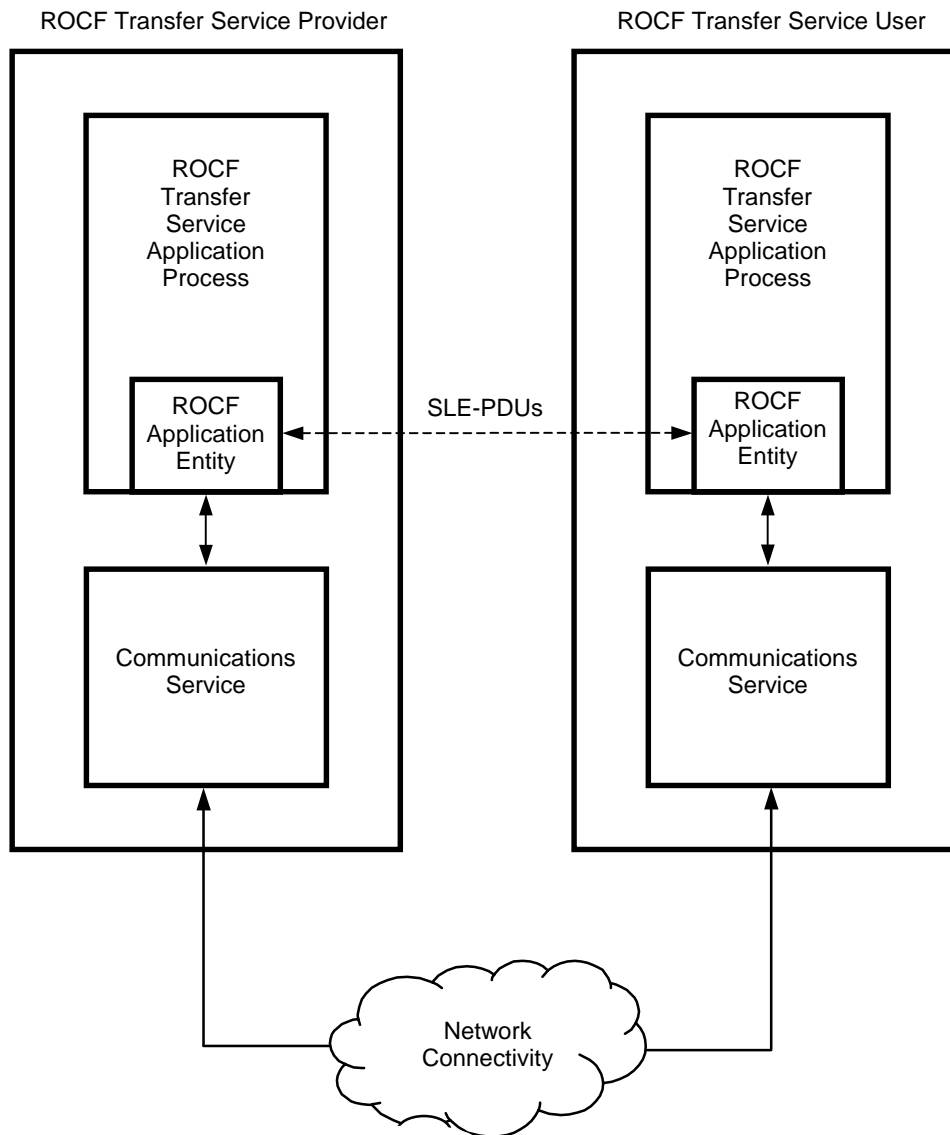 ROCF Transfer Service Provider
ROCF Transfer Service User
ROCF
Transfer
Service
Application
Process
ROCF
Transfer
Service
Application
Process
ROCF
Application
Entity
SLE-PDUs
ROCF
Application
Entity
Communications
Service
Communications
Service
Network
Connectivity